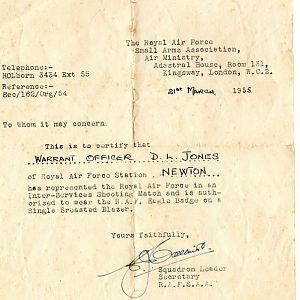 The Royal Air Force
Small Arms Association,
Air Ministry,
Adastral House, Room 131,
Kingsway, London, W.C.2.
Telephone:-
HOLborn 3434 Ext 55
Reference:-
Sec/162/Org/54
21st March, 1955.
To whom it may concern.
This is to certify that
WARRANT OFFICER D. L. JONES
of Royal Air Force Station . NEWTON
has represented the Royal Air Force in an
Inter-Services Shooting Match and is auth-
orised to wear the R.A.F. Eagle Badge on a
Single Breasted Blazer.
Yours faithfully,
Squadron Leader
Secretary
R.A.F.S.A.A.